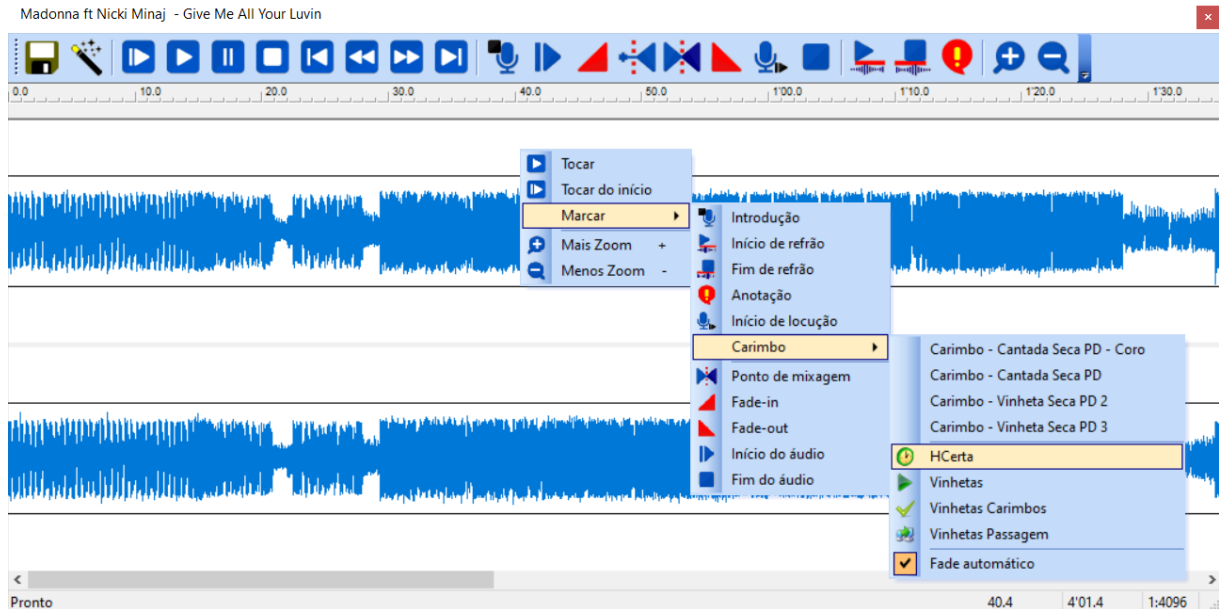 Madonna ft Nicki Minaj  - Give Me All Your Luvin
0.0 10.0 20.0 30.0 40.0 50.0 1'00.0 1'10.0 1'20.0 1'30.0
Tocar
Tocar do início
Marcar
Mais Zoom +
Menos Zoom -
Introdução
Início de refrão
Fim de refrão
Anotação
Início de locução
Carimbo
Ponto de mixagem
Fade-in
Fade-out
Início do áudio
Fim do áudio
Carimbo - Cantada Seca PD - Coro
Carimbo - Cantada Seca PD
Carimbo - Vinheta Seca PD 2
Carimbo - Vinheta Seca PD 3
HCerta
Vinhetas
Vinhetas Carimbos
Vinhetas Passagem
Fade automático
Pronto 40.4 4'01.4 1:4096